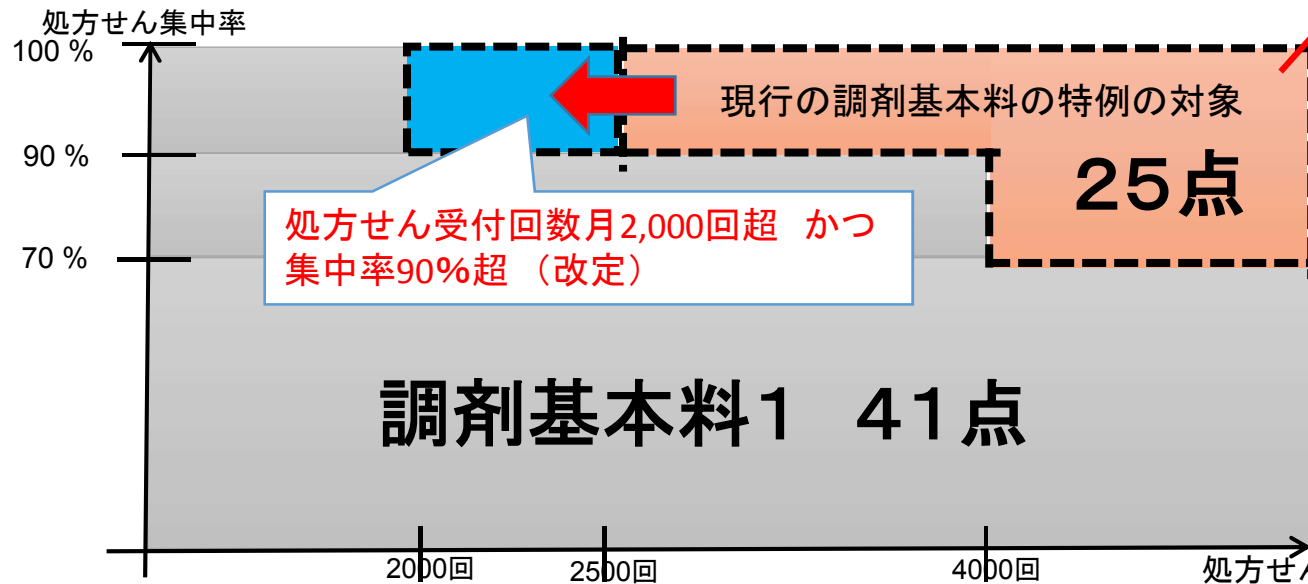 処方せん集中率
100 %
現行の調剤基本料の特例の対象
90 %
25点
処方せん受付回数月2,000回超　かつ
集中率90％超　（改定）
70 %
調剤基本料１　４１点
2000回
2500回
4000回
処方せん